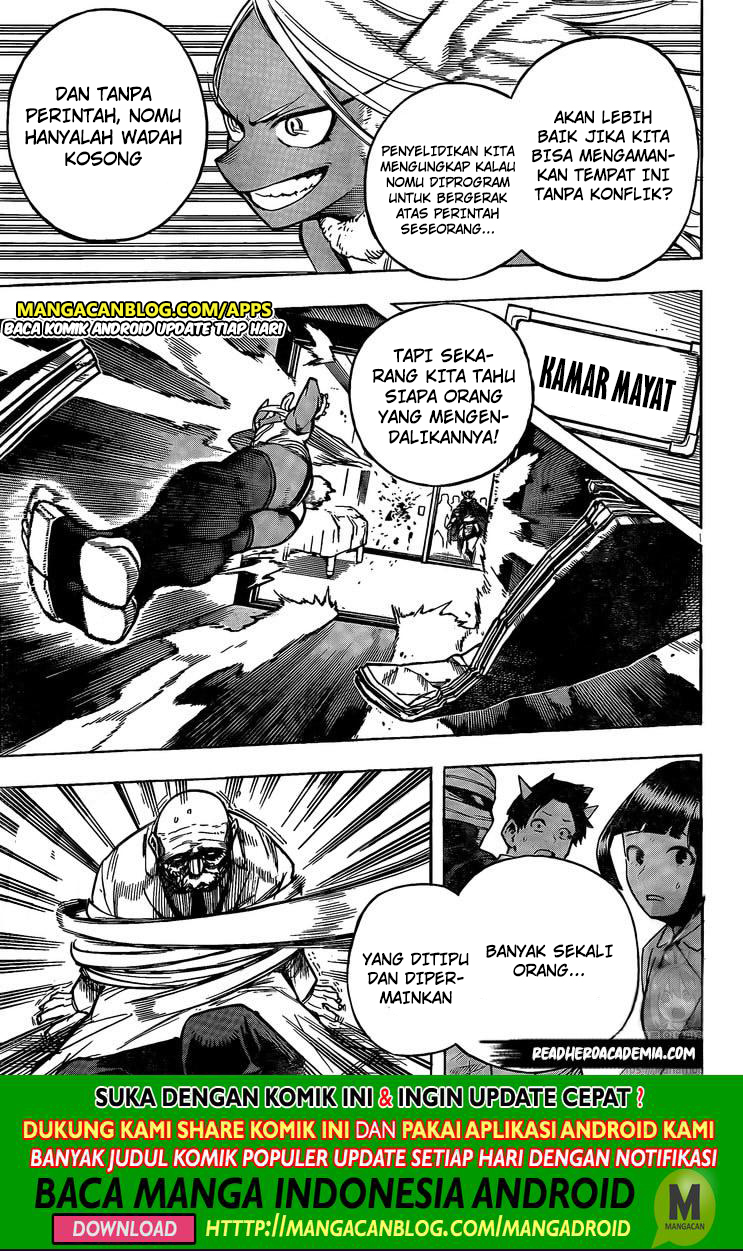 AKAN LEBIH
BAIK JIKA KITA
BISA MENGAMAN-
KAN TEMPAT INI
TANPA KONFLIK?
PENYELIDIKAN KITA
MENGUNGKAP KALAU
NOMU DIPROGRAM
UNTUK BERGERAK
ATAS PERINTAH
SESEORANG...
DAN TANPA
PERINTAH, NOMU
HANYALAH WADAH
KOSONG
MANGACANBLOG.COM/APPS
BACA KOMIK ANDROID UPDATE TIAP HARI
KAMAR MAYAT
TAPI SEKA-
RANG KITA TAHU
SIAPA ORANG
YANG MENGEN-
DALIKANNYA!
BANYAK SEKALI
ORANG...
YANG DITIPU
DAN DIPER-
MAINKAN
READHEROACADEMIA.COM
SUKA DENGAN KOMIK INI & INGIN UPDATE CEPAT ?
DUKUNG KAMI SHARE KOMIK INI DAN PAKAI APLIKASI ANDROID KAMI
BANYAK JUDUL KOMIK POPULER UPDATE SETIAP HARI DENGAN NOTIFIKASI
BACA MANGA INDONESIA ANDROID
M
MANGACAN
DOWNLOAD
HTTTP://MANGACANBLOG.COM/MANGADROID